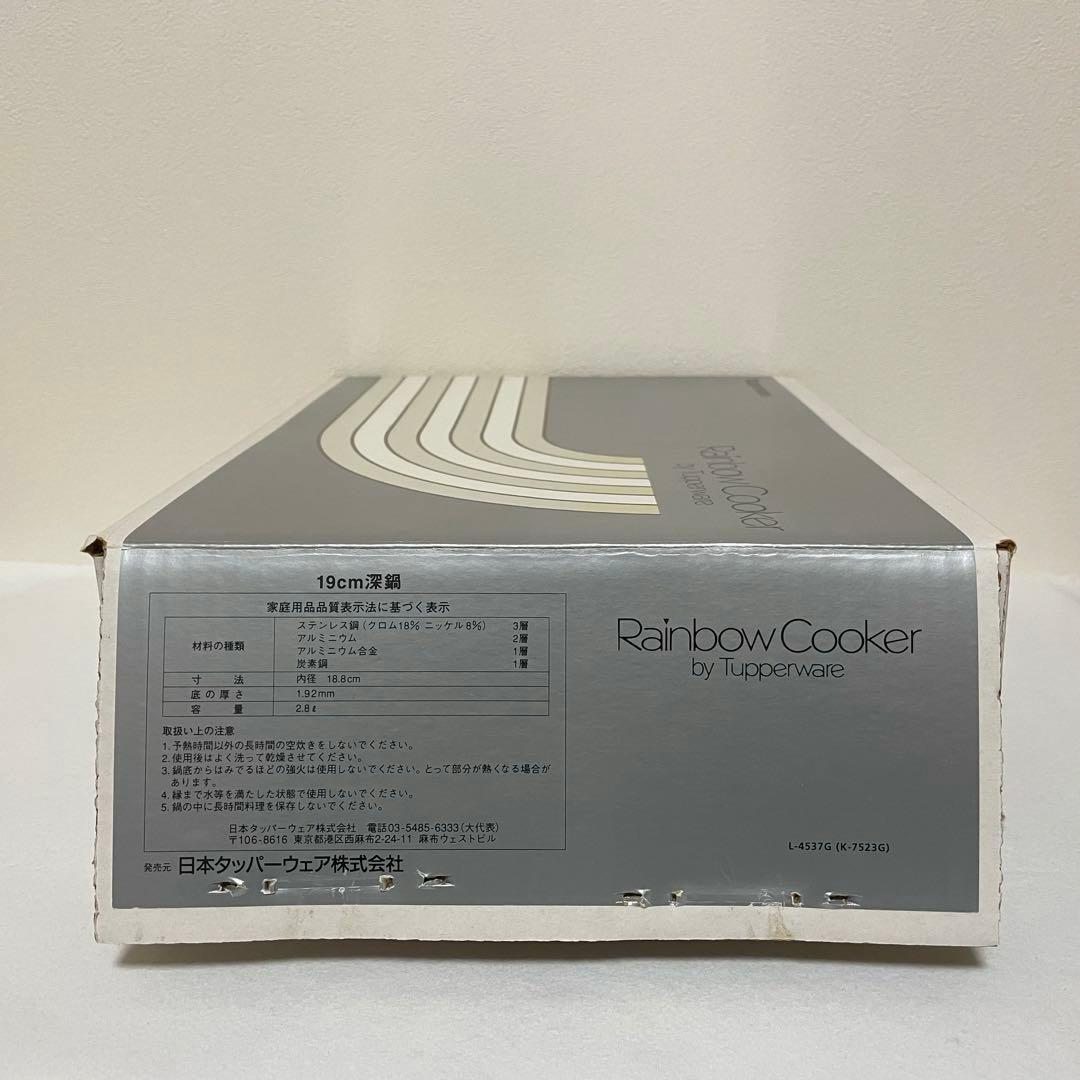 Rainbow Cooker
by Tupperware
19cm深鍋
家庭用品品質表示法に基づく表示
材料の種類
ステンレス鋼(クロム18% ニッケル8%) 3層
アルミニウム 2層
アルミニウム合金 1層
炭素鋼 1層
寸法 内径 18.8cm
底の厚さ 1.92mm
容量 2.8ℓ
取扱い上の注意
1. 予熱時間以外の長時間の空炊きをしないでください。
2. 使用後はよく洗って乾燥させてください。
3. 鍋底からはみでるほどの強火は使用しないでください。とって部分が熱くなる場合が
あります。
4. 縁まで水等を満たした状態で使用しないでください。
5. 鍋の中に長時間料理を保存しないでください。
日本タッパーウェア株式会社 電話03-5485-6333(大代表)
〒106-8616 東京都港区西麻布2-24-11 麻布ウェストビル
発売元 日本タッパーウェア株式会社
Rainbow Cooker
by Tupperware
L-4537G (K-7523G)